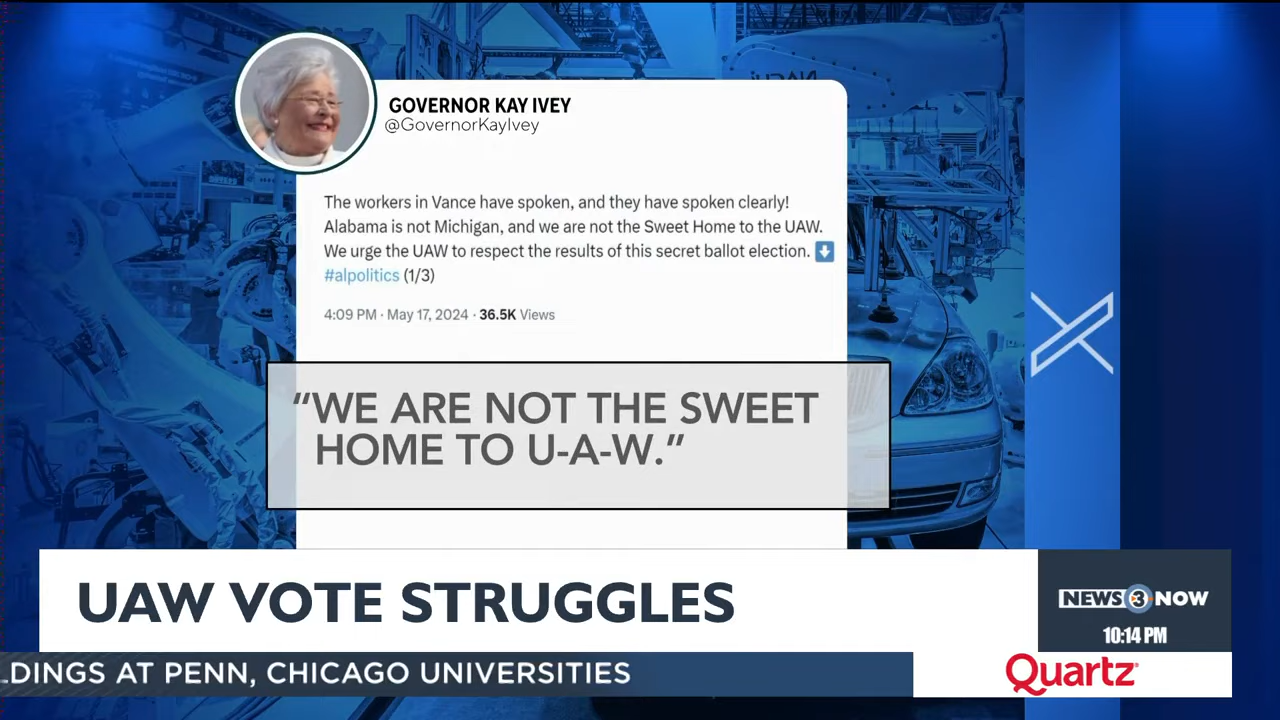 GOVERNOR KAY IVEY
@GovernorKayIvey
The workers in Vance have spoken, and they have spoken clearly!
Alabama is not Michigan, and we are not the Sweet Home to the UAW.
We urge the UAW to respect the results of this secret ballot election. ⬇️
#alpolitics (1/3)
4:09 PM · May 17, 2024 · 36.5K Views
"WE ARE NOT THE SWEET
HOME TO U-A-W."
UAW VOTE STRUGGLES
NEWS 3 NOW
10:14 PM
LDINGS AT PENN, CHICAGO UNIVERSITIES
Quartz